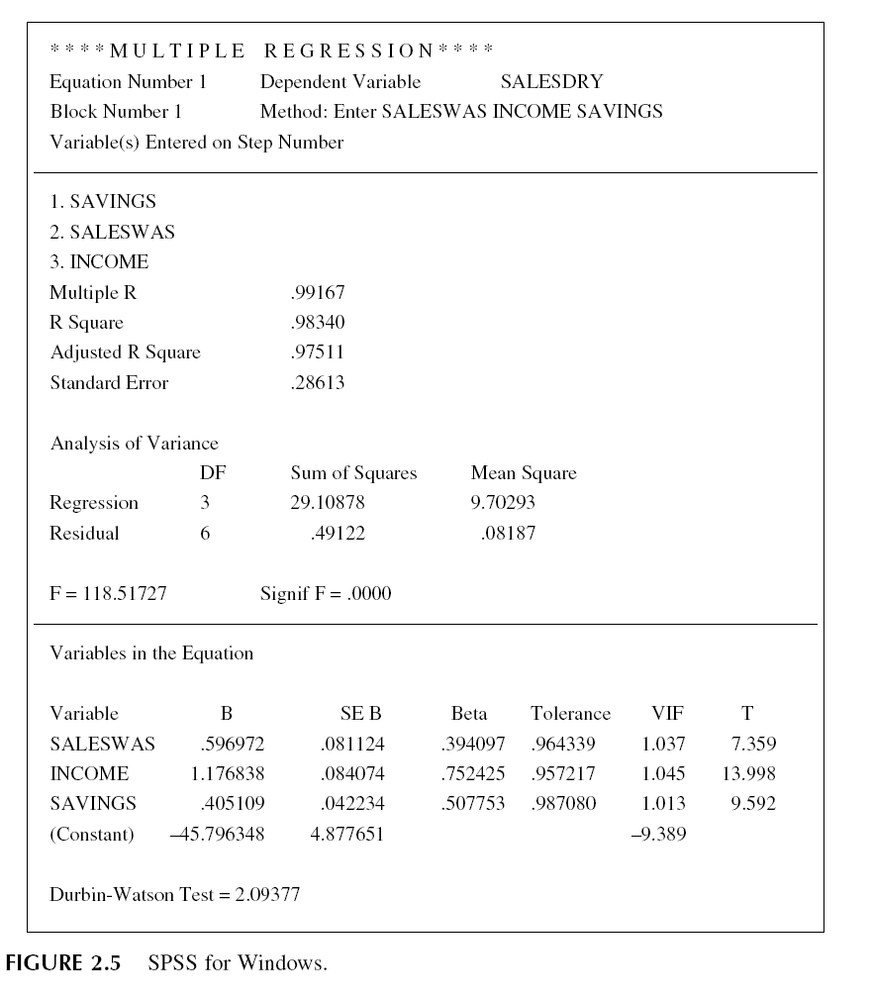 * * * * M U L T I P L E R E G R E S S I O N * * * *
Equation Number 1 Dependent Variable SALESDRY
Block Number 1 Method: Enter SALESWAS INCOME SAVINGS
Variable(s) Entered on Step Number
1. SAVINGS
2. SALESWAS
3. INCOME
Multiple R .99167
R Square .98340
Adjusted R Square .97511
Standard Error .28613
Analysis of Variance
DF Sum of Squares Mean Square
Regression 3 29.10878 9.70293
Residual 6 .49122 .08187
F = 118.51727 Signif F = .0000
Variables in the Equation
Variable B SE B Beta Tolerance VIF T
SALESWAS .596972 .081124 .394097 .964339 1.037 7.359
INCOME 1.176838 .084074 .752425 .957217 1.045 13.998
SAVINGS .405109 .042234 .507753 .987080 1.013 9.592
(Constant) –45.796348 4.877651 –9.389
Durbin-Watson Test = 2.09377
FIGURE 2.5 SPSS for Windows.